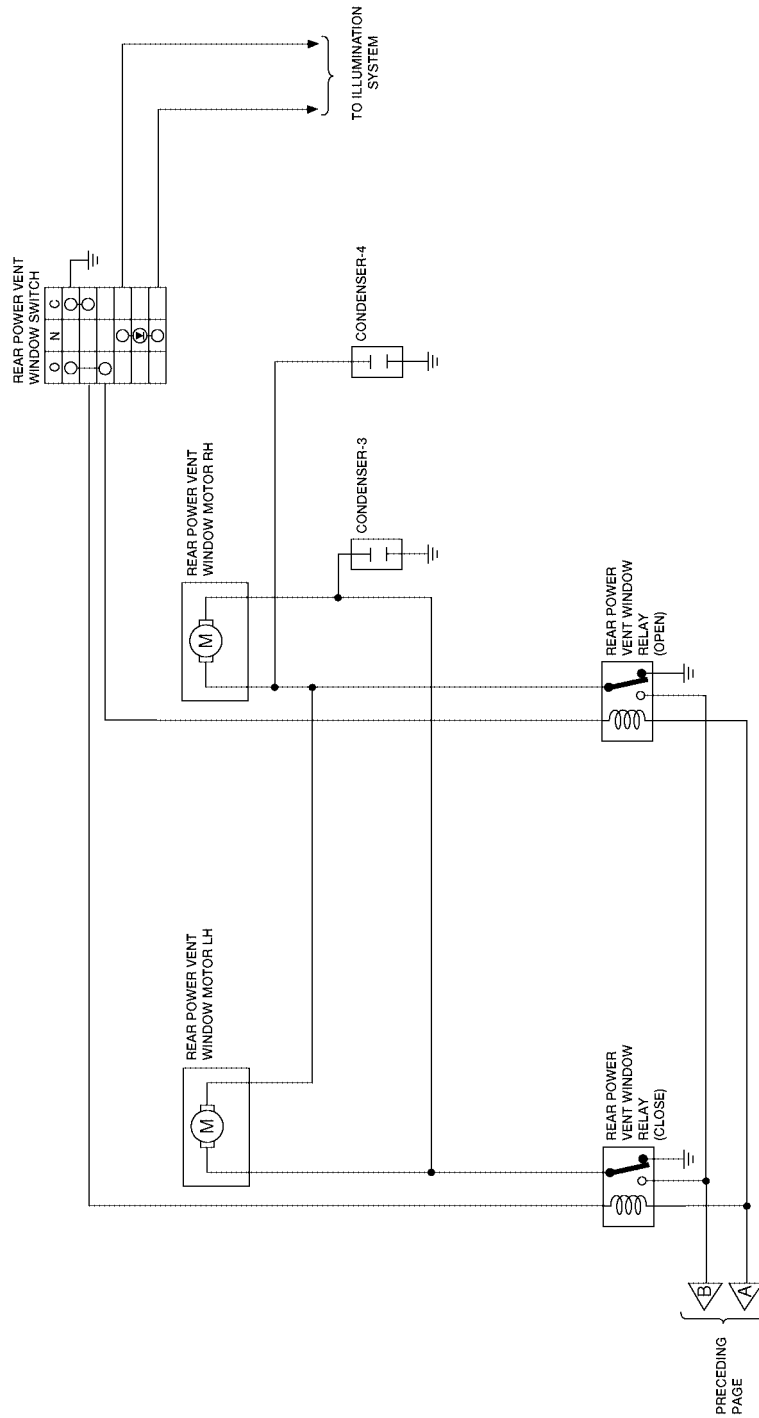 REAR POWER VENT
WINDOW SWITCH
O N C
TO ILLUMINATION
SYSTEM
REAR POWER VENT
WINDOW MOTOR LH
M
REAR POWER VENT
WINDOW MOTOR RH
M
CONDENSER-3
CONDENSER-4
REAR POWER
VENT WINDOW
RELAY
(CLOSE)
REAR POWER
VENT WINDOW
RELAY
(OPEN)
PRECEDING
PAGE
B
A